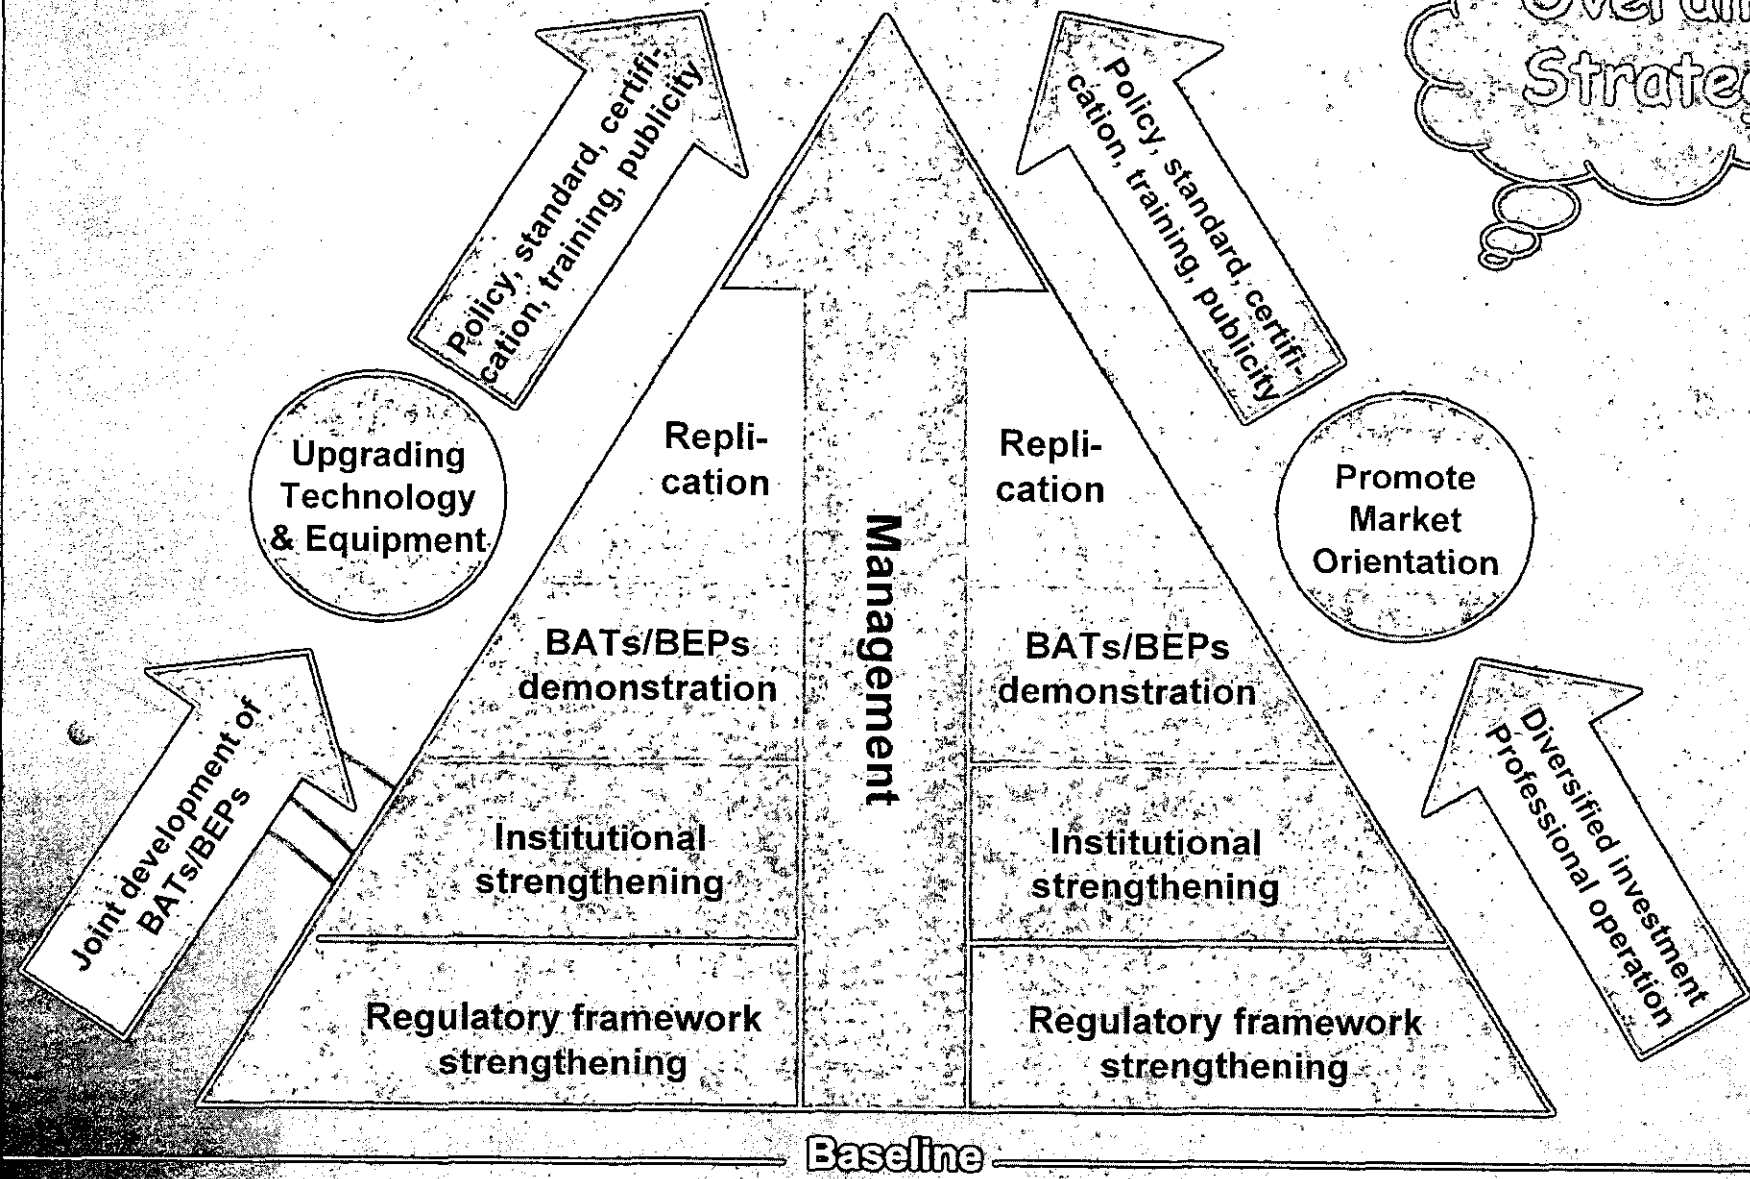 Policy, standard, certifi-
cation, training, publicity
Policy, standard, certifi-
cation, training, publicity
Upgrading
Technology
& Equipment
Repli-
cation
Repli-
cation
Promote
Market
Orientation
Management
BATs/BEPs
demonstration
BATs/BEPs
demonstration
Joint development of
BATs/BEPs
Diversified investment
Professional operation
Institutional
strengthening
Institutional
strengthening
Regulatory framework
strengthening
Regulatory framework
strengthening
Baseline